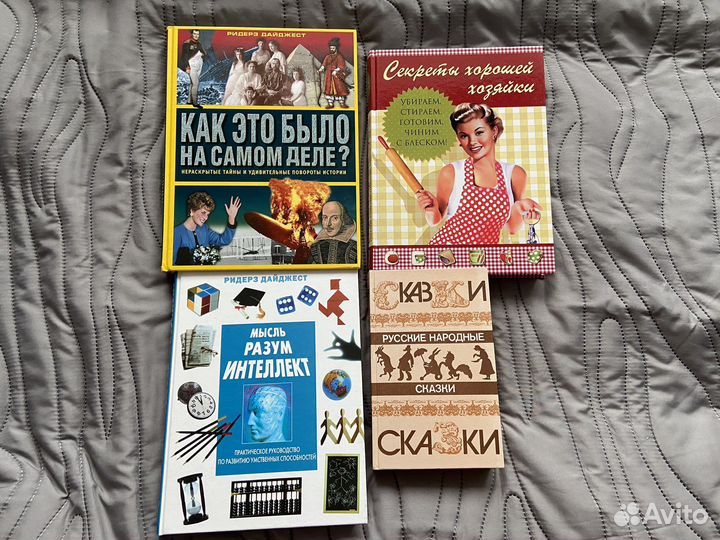 РИДЕРЗ ДАЙДЖЕСТ
КАК ЭТО БЫЛО
НА САМОМ ДЕЛЕ?
НЕРАСКРЫТЫЕ ТАЙНЫ И УДИВИТЕЛЬНЫЕ ПОВОРОТЫ ИСТОРИИ
Секреты хорошей
хозяйки
УБИРАЕМ,
СТИРАЕМ,
ГОТОВИМ,
ЧИНИМ
С БЛЕСКОМ!
РИДЕРЗ ДАЙДЖЕСТ
МЫСЛЬ
РАЗУМ
ИНТЕЛЛЕКТ
ПРАКТИЧЕСКОЕ РУКОВОДСТВО
ПО РАЗВИТИЮ УМСТВЕННЫХ СПОСОБНОСТЕЙ
СКАЗКИ
РУССКИЕ НАРОДНЫЕ
СКАЗКИ
СКАЗКИ
Avito